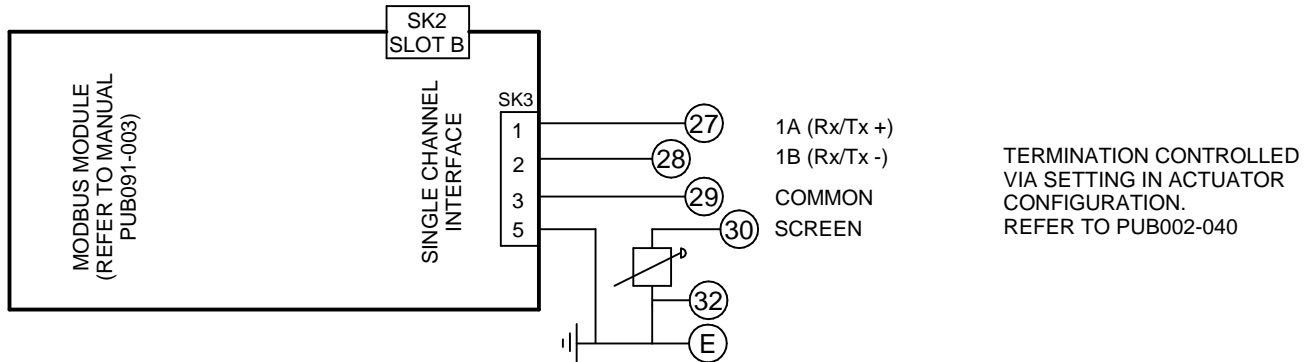 SK2
SLOT B
MODBUS MODULE
(REFER TO MANUAL
PUB091-003)
SINGLE CHANNEL
INTERFACE
SK3
1
2
3
5
27
1A (Rx/Tx +)
28
1B (Rx/Tx -)
29
COMMON
30
SCREEN
32
E
TERMINATION CONTROLLED
VIA SETTING IN ACTUATOR
CONFIGURATION.
REFER TO PUB002-040